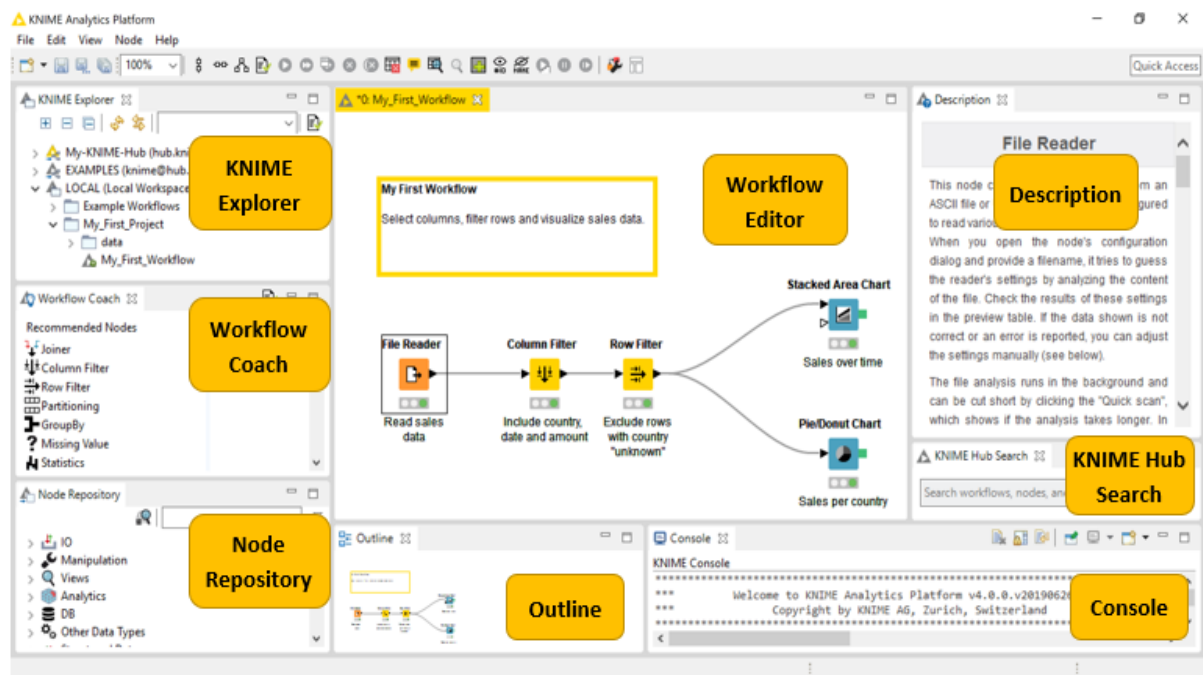 KNIME Analytics Platform
File Edit View Node Help
100%
Quick Access
KNIME Explorer
My-KNIME-Hub (hub.kni
EXAMPLES (knime@hub.
LOCAL (Local Workspace
Example Workflows
My_First_Project
data
My_First_Workflow
KNIME
Explorer
Workflow Coach
Recommended Nodes
Joiner
Column Filter
Row Filter
Partitioning
GroupBy
Missing Value
Statistics
Workflow
Coach
Node Repository
IO
Manipulation
Views
Analytics
DB
Other Data Types
Node
Repository
*0: My_First_Workflow
My First Workflow
Select columns, filter rows and visualize sales data.
Workflow
Editor
File Reader
Read sales
data
Column Filter
Include country,
date and amount
Row Filter
Exclude rows
with country
"unknown"
Stacked Area Chart
Sales over time
Pie/Donut Chart
Sales per country
Outline
Outline
Description
File Reader
This node c m an
ASCII file or gured
to read vario
When you open the node's configuration
dialog and provide a filename, it tries to guess
the reader's settings by analyzing the content
of the file. Check the results of these settings
in the preview table. If the data shown is not
correct or an error is reported, you can adjust
the settings manually (see below).
The file analysis runs in the background and
can be cut short by clicking the "Quick scan",
which shows if the analysis takes longer. In
Description
KNIME Hub Search
Search workflows, nodes, an
KNIME Hub
Search
Console
KNIME Console
*** Welcome to KNIME Analytics Platform v4.0.0.v2019062
*** Copyright by KNIME AG, Zurich, Switzerland
Console